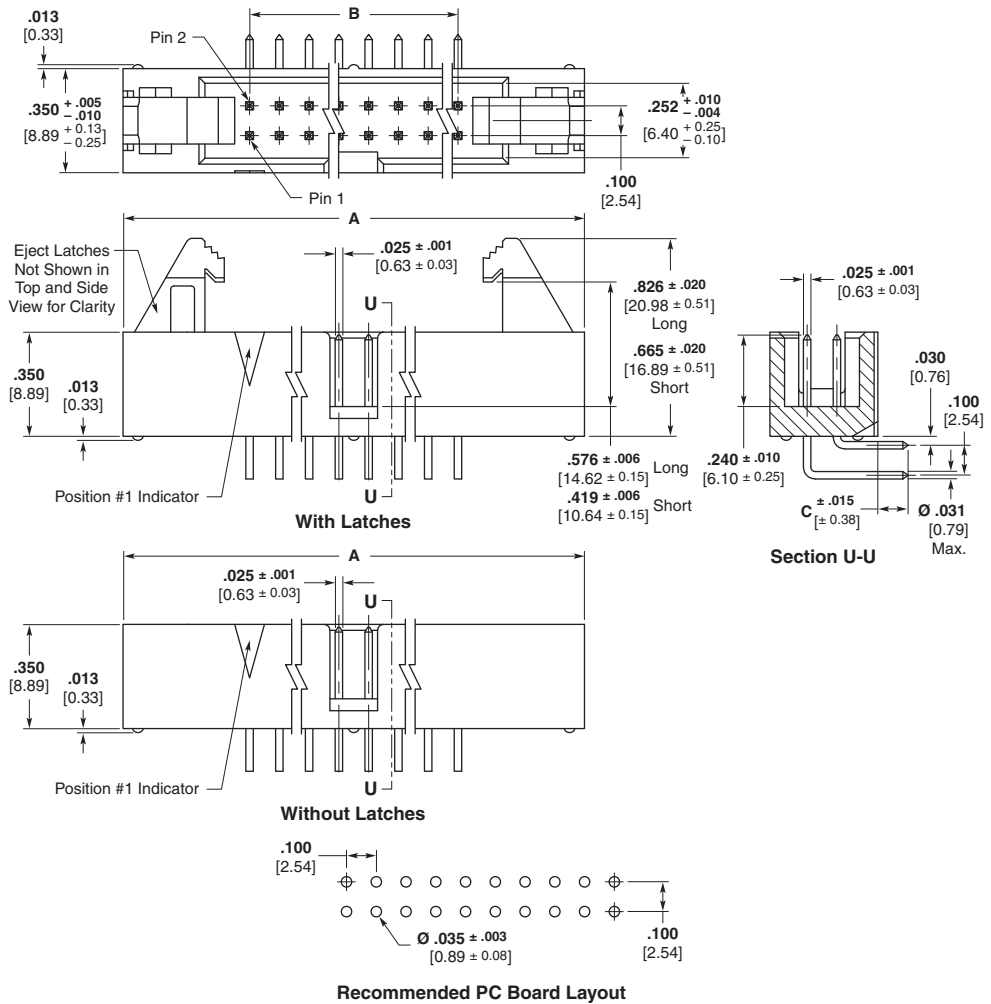 .013
[0.33]
B
Pin 2
.350 + .005 - .010
[8.89 + 0.13 - 0.25]
.252 + .010 - .004
[6.40 + 0.25 - 0.10]
.100
[2.54]
Pin 1
A
Eject Latches
Not Shown in
Top and Side
View for Clarity
.025 ± .001
[0.63 ± 0.03]
U
.826 ± .020
[20.98 ± 0.51]
Long
.665 ± .020
[16.89 ± 0.51]
Short
.350
[8.89]
.013
[0.33]
.576 ± .006
[14.62 ± 0.15] Long
.419 ± .006
[10.64 ± 0.15] Short
Position #1 Indicator
U
With Latches
.025 ± .001
[0.63 ± 0.03]
.030
[0.76]
.100
[2.54]
.240 ± .010
[6.10 ± 0.25]
C ± .015
[± 0.38]
Ø .031
[0.79]
Max.
Section U-U
A
.025 ± .001
[0.63 ± 0.03]
U
.350
[8.89]
.013
[0.33]
Position #1 Indicator
U
Without Latches
.100
[2.54]
Ø .035 ± .003
[0.89 ± 0.08]
.100
[2.54]
Recommended PC Board Layout